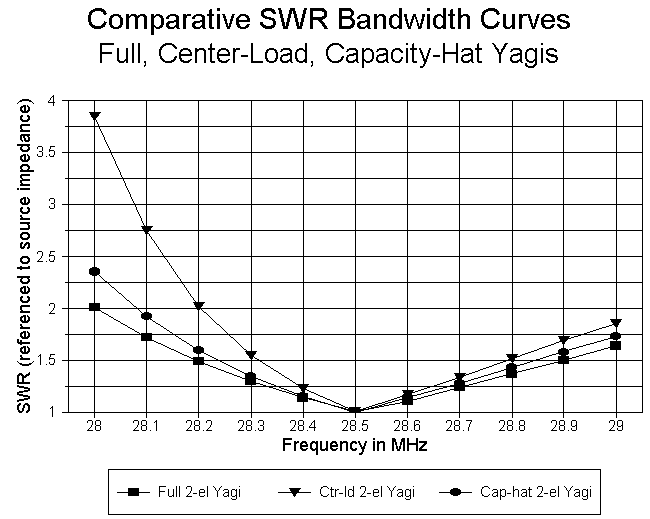 Comparative SWR Bandwidth Curves
Full, Center-Load, Capacity-Hat Yagis
SWR (referenced to source impedance)
4
3.5
3
2.5
2
1.5
1
28 28.1 28.2 28.3 28.4 28.5 28.6 28.7 28.8 28.9 29
Frequency in MHz
Full 2-el Yagi Ctr-ld 2-el Yagi Cap-hat 2-el Yagi